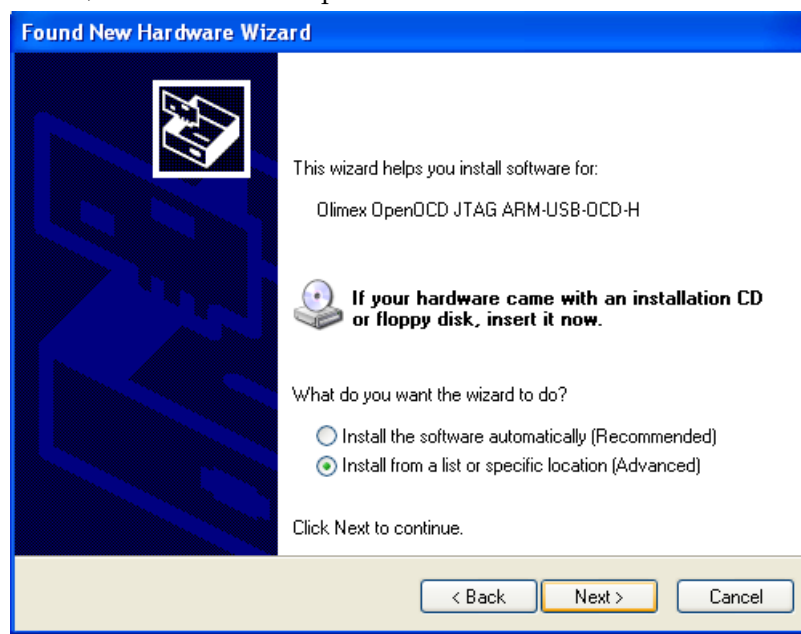 Found New Hardware Wizard
This wizard helps you install software for:
Olimex OpenOCD JTAG ARM-USB-OCD-H
If your hardware came with an installation CD
or floppy disk, insert it now.
What do you want the wizard to do?
Install the software automatically (Recommended)
Install from a list or specific location (Advanced)
Click Next to continue.
< Back
Next >
Cancel